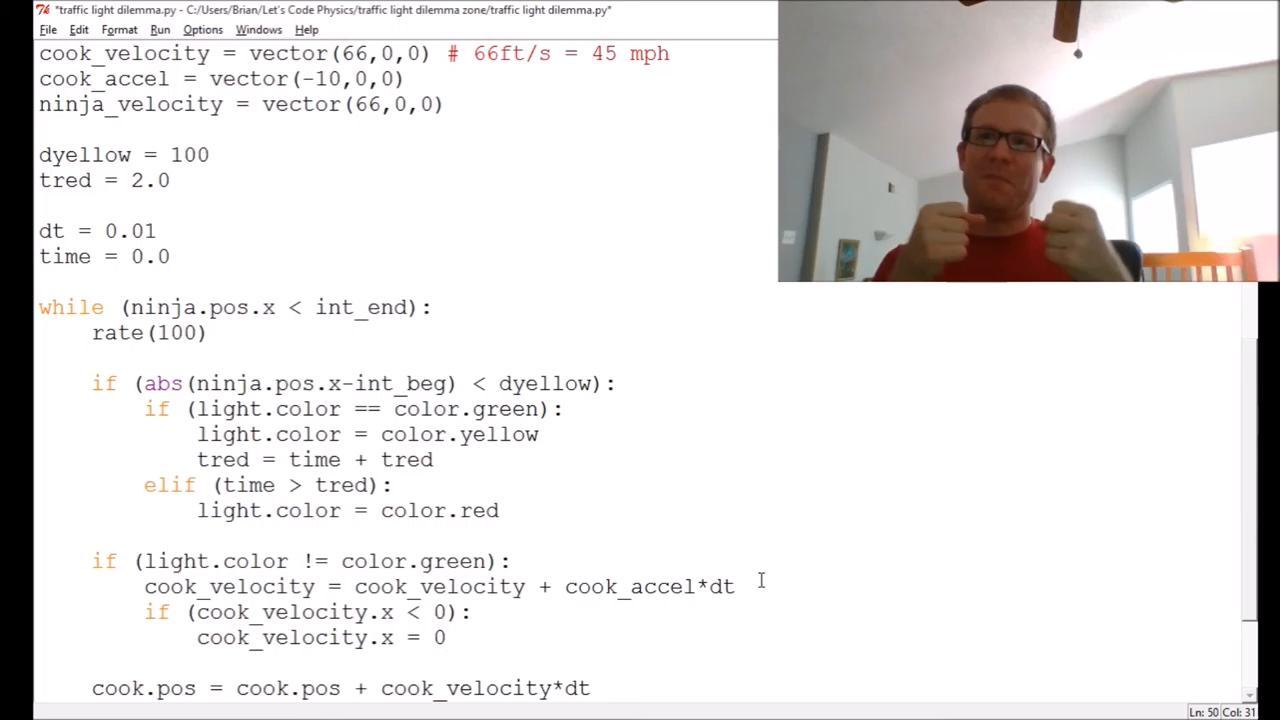 *traffic light dilemma.py - C:/Users/Brian/Let's Code Physics/traffic light dilemma zone/traffic light dilemma.py*
File Edit Format Run Options Windows Help
cook_velocity = vector(66,0,0) # 66ft/s = 45 mph
cook_accel = vector(-10,0,0)
ninja_velocity = vector(66,0,0)
dyellow = 100
tred = 2.0
dt = 0.01
time = 0.0
while (ninja.pos.x < int_end):
rate(100)
if (abs(ninja.pos.x-int_beg) < dyellow):
if (light.color == color.green):
light.color = color.yellow
tred = time + tred
elif (time > tred):
light.color = color.red
if (light.color != color.green):
cook_velocity = cook_velocity + cook_accel*dt
if (cook_velocity.x < 0):
cook_velocity.x = 0
cook.pos = cook.pos + cook_velocity*dt
Ln: 50 Col: 31